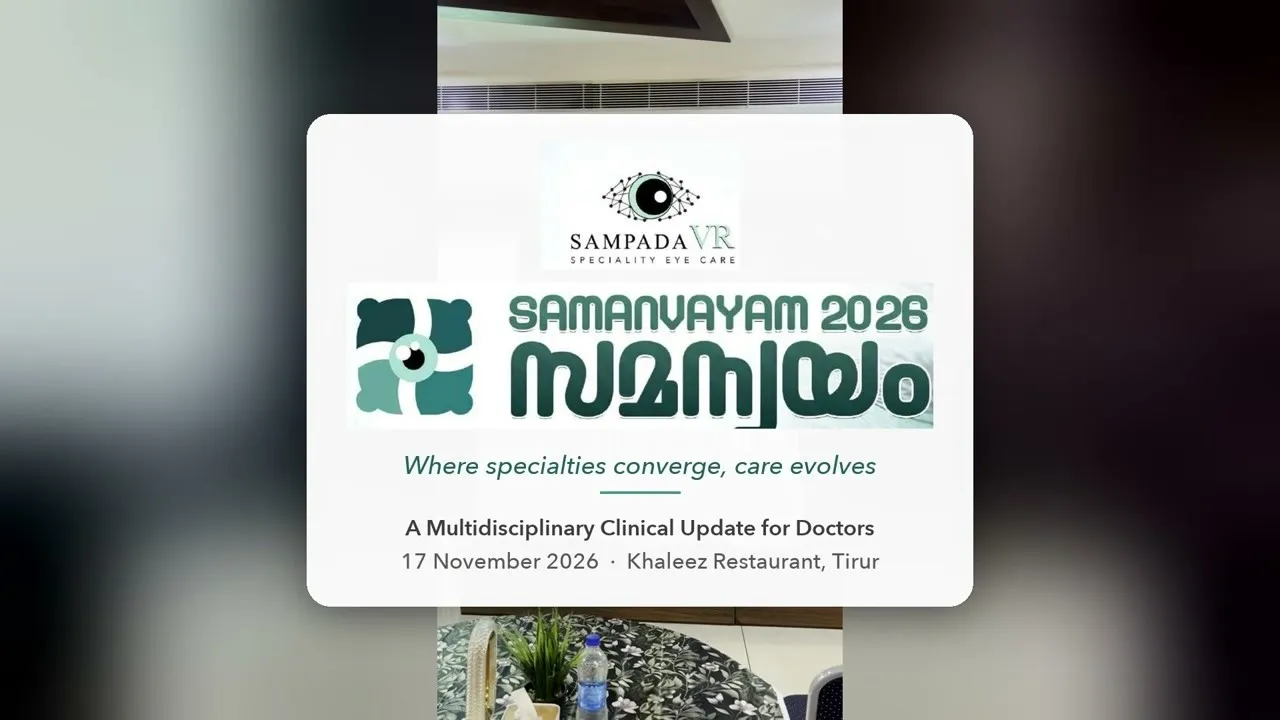 SAMPADA VR
SPECIALITY EYE CARE
SAMANVAYAM 2026
സമന്വയം
Where specialties converge, care evolves
A Multidisciplinary Clinical Update for Doctors
17 November 2026 · Khaleez Restaurant, Tirur